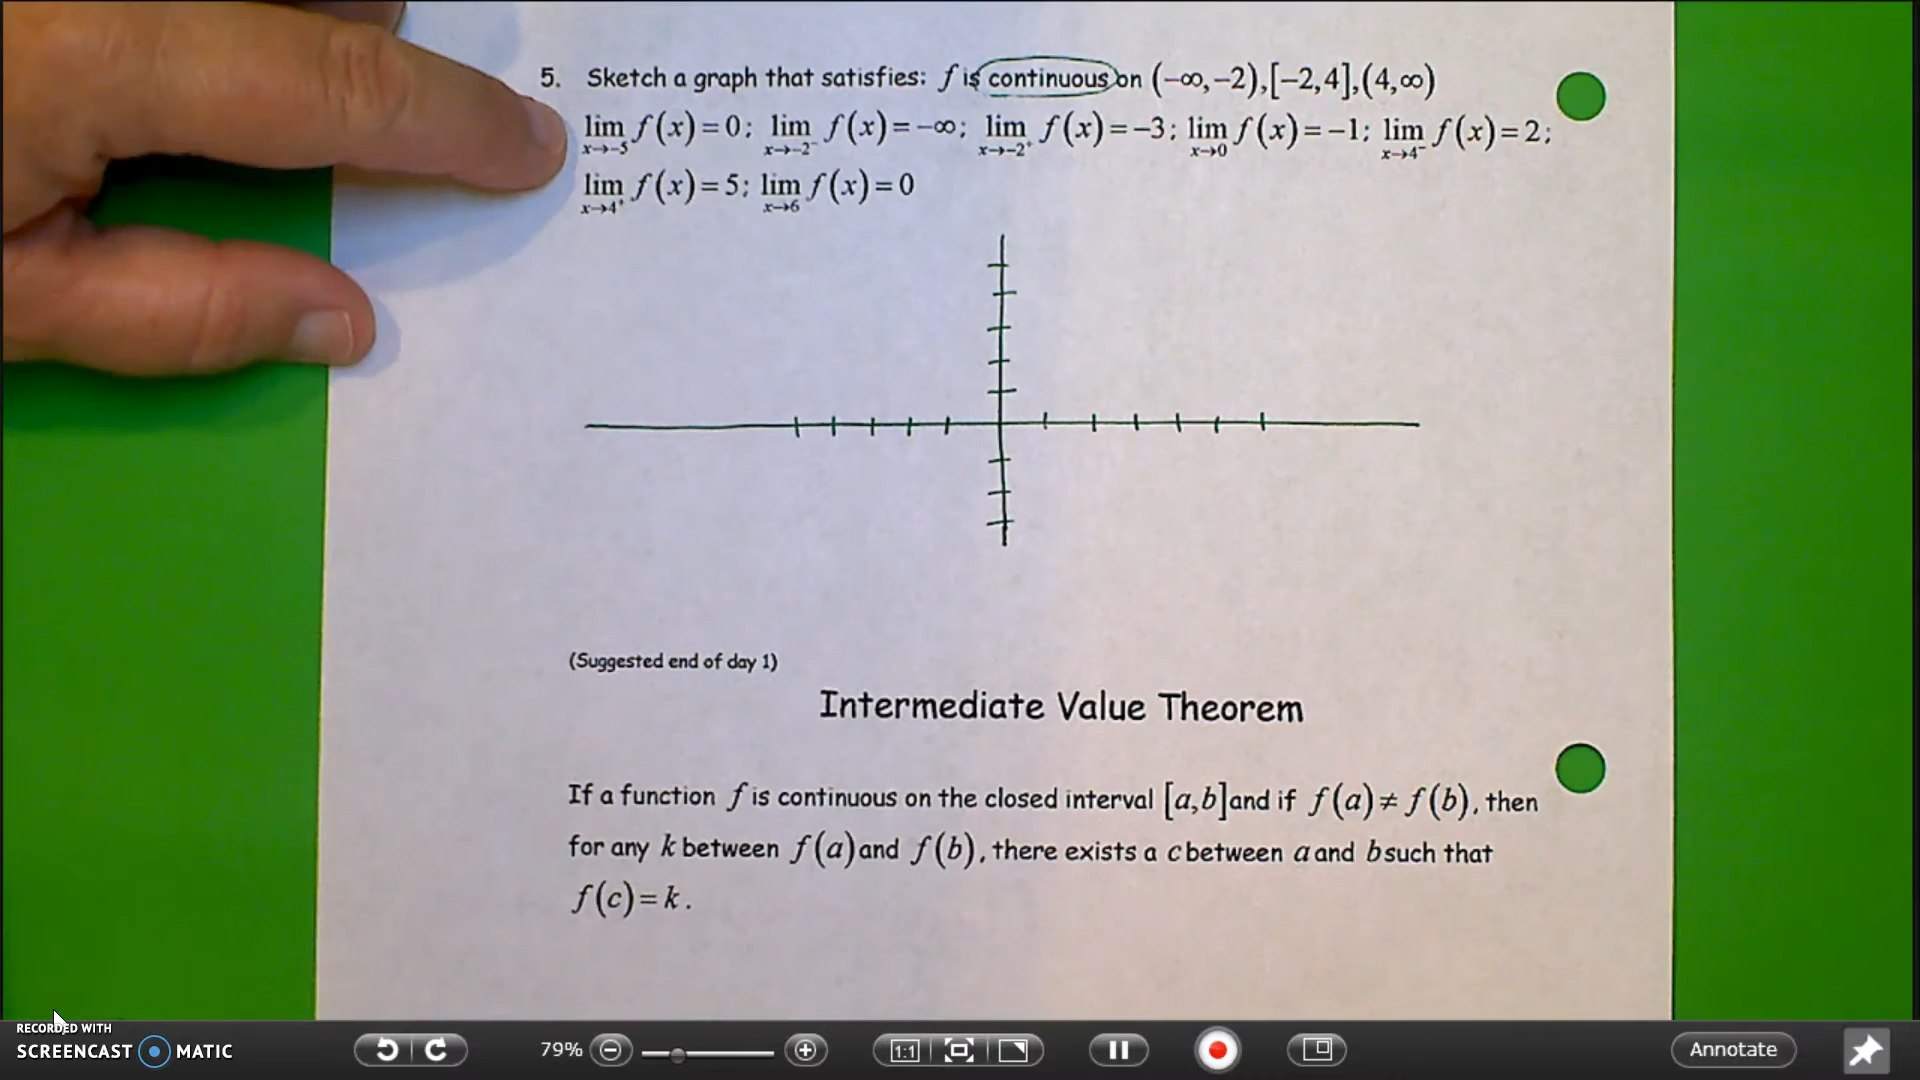 5. Sketch a graph that satisfies: f is continuous on (−∞,−2),[−2,4],(4,∞)
lim x→−5 f(x)=0; lim x→−2⁻ f(x)=−∞; lim x→−2⁺ f(x)=−3; lim x→0 f(x)=−1; lim x→4⁻ f(x)=2;
lim x→4⁺ f(x)=5; lim x→6 f(x)=0
(Suggested end of day 1)
Intermediate Value Theorem
If a function f is continuous on the closed interval [a,b] and if f(a)≠f(b), then
for any k between f(a) and f(b), there exists a c between a and b such that
f(c)=k.
RECORDED WITH
SCREENCAST MATIC
79%
1:1
Annotate